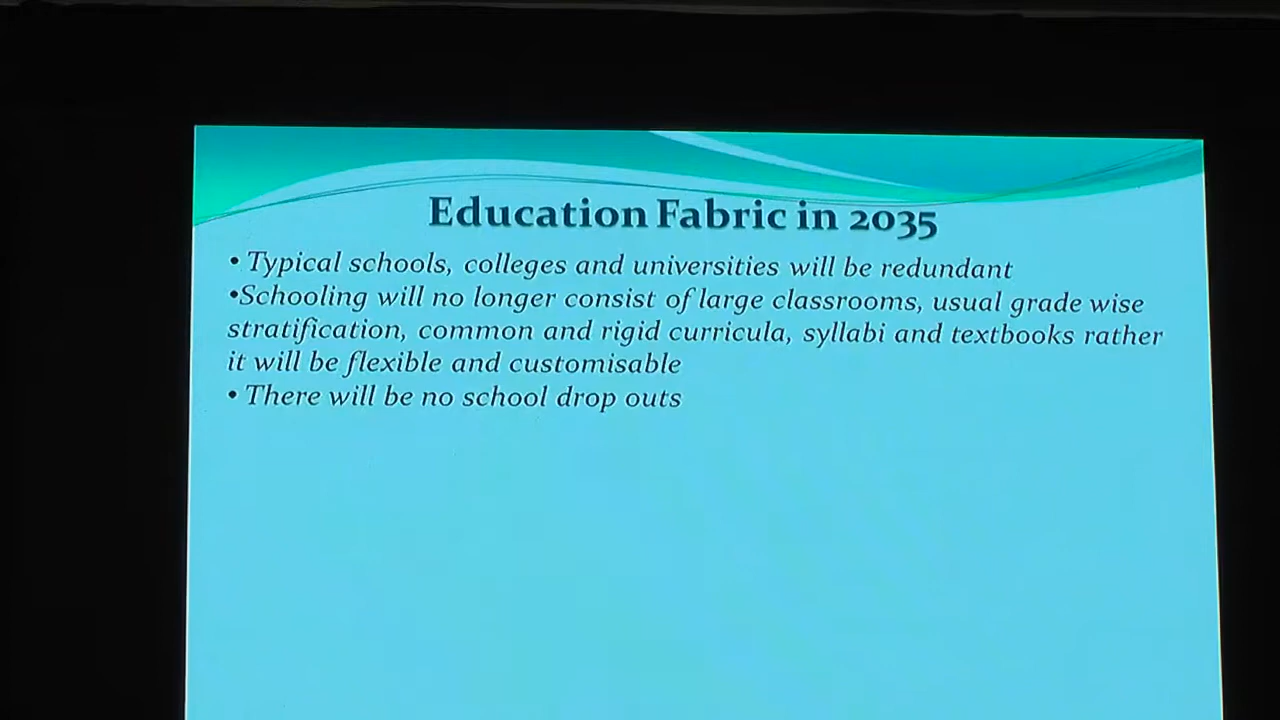 Education Fabric in 2035
• Typical schools, colleges and universities will be redundant
•Schooling will no longer consist of large classrooms, usual grade wise
stratification, common and rigid curricula, syllabi and textbooks rather
it will be flexible and customisable
• There will be no school drop outs